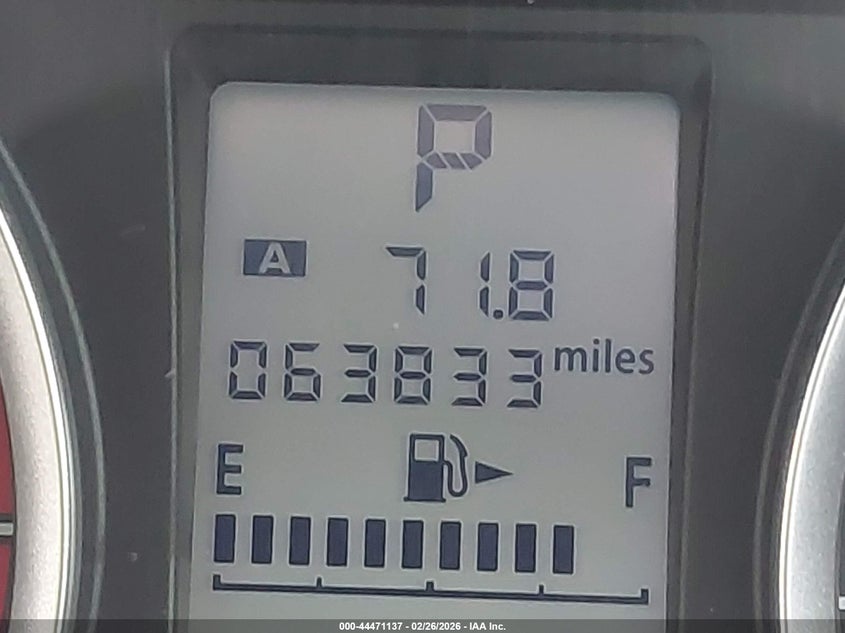 P
A 71.8
063833 miles
E F
000-44471137 - 02/26/2026 - IAA Inc.